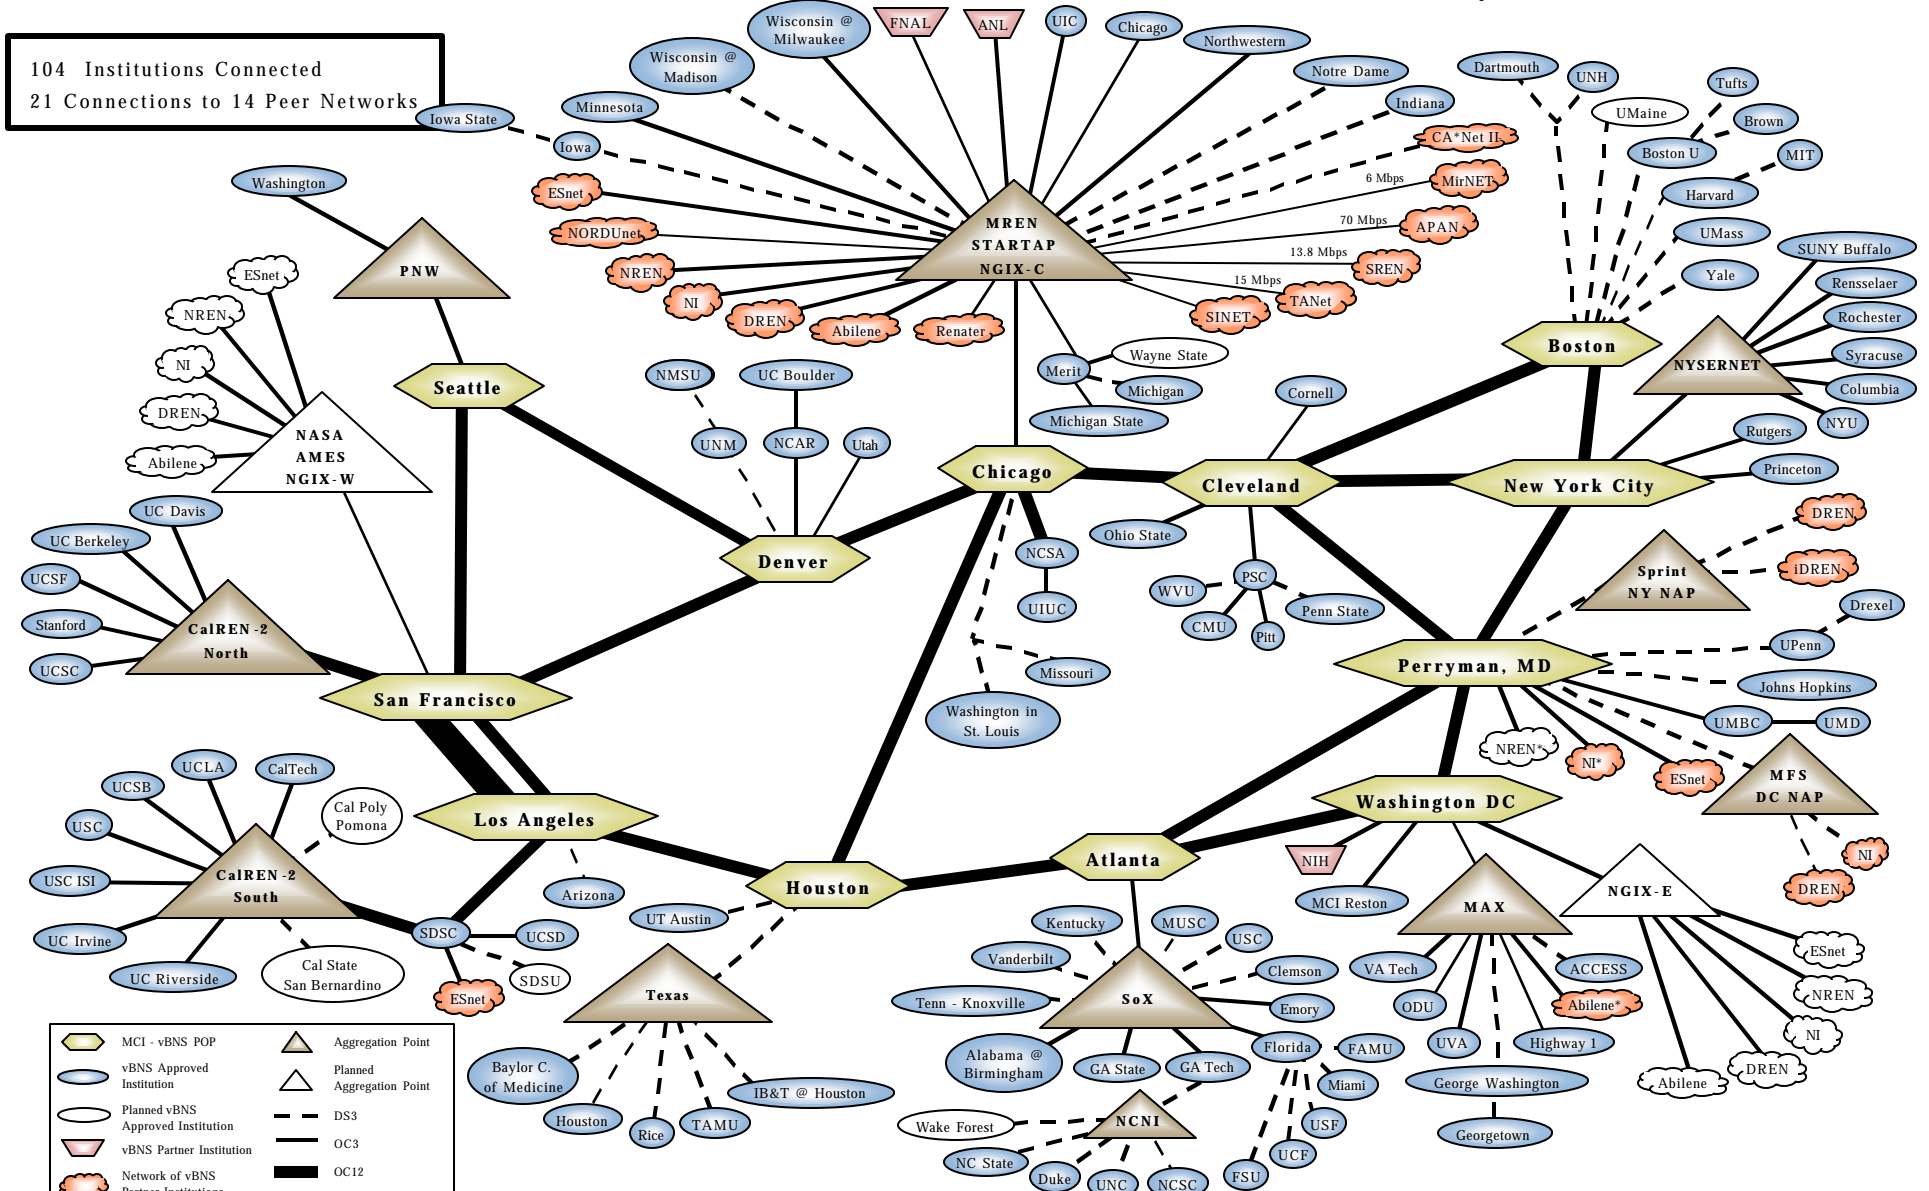 104 Institutions Connected
21 Connections to 14 Peer Networks
Wisconsin @
Milwaukee
FNAL
ANL
UIC
Chicago
Northwestern
Wisconsin @
Madison
Notre Dame
Indiana
Minnesota
Iowa State
Iowa
CA*Net II
6 Mbps
MirNET
70 Mbps
APAN
13.8 Mbps
SREN
15 Mbps
TANet
SINET
ESnet
NORDUnet
NREN
NI
DREN
Abilene
Renater
MREN
STARTAP
NGIX-C
Dartmouth
UNH
UMaine
Tufts
Brown
Boston U
MIT
Harvard
UMass
Yale
SUNY Buffalo
Rensselaer
Rochester
Syracuse
Columbia
NYU
NYSERNET
Boston
Washington
PNW
ESnet
NREN
NI
DREN
Abilene
NASA
AMES
NGIX-W
Seattle
NMSU
UC Boulder
UNM
NCAR
Utah
Merit
Wayne State
Michigan
Michigan State
Cornell
Rutgers
Princeton
Chicago
Cleveland
New York City
Denver
Ohio State
NCSA
UIUC
PSC
WVU
CMU
Pitt
Penn State
Missouri
Washington in
St. Louis
DREN
iDREN
Sprint
NY NAP
Drexel
UPenn
Johns Hopkins
UMBC
UMD
Perryman, MD
NREN*
NI*
ESnet
MFS
DC NAP
NI
DREN
UC Davis
UC Berkeley
UCSF
Stanford
UCSC
CalREN-2
North
San Francisco
UCLA
CalTech
UCSB
USC
Cal Poly
Pomona
USC ISI
CalREN-2
South
UC Irvine
UC Riverside
Cal State
San Bernardino
SDSC
UCSD
SDSU
ESnet
Los Angeles
Arizona
Houston
UT Austin
Texas
Baylor C.
of Medicine
Houston
Rice
TAMU
IB&T @ Houston
Atlanta
Washington DC
NIH
MCI Reston
MAX
NGIX-E
VA Tech
ODU
UVA
George Washington
Georgetown
Highway 1
Abilene*
ACCESS
ESnet
NREN
NI
DREN
Abilene
Kentucky
MUSC
USC
Vanderbilt
Clemson
Tenn - Knoxville
Emory
SoX
Alabama @
Birmingham
GA State
GA Tech
Florida
FAMU
Miami
USF
UCF
FSU
NCNI
Wake Forest
NC State
Duke
UNC
NCSC
MCI - vBNS POP
vBNS Approved
Institution
Planned vBNS
Approved Institution
vBNS Partner Institution
Network of vBNS
Aggregation Point
Planned
Aggregation Point
DS3
OC3
OC12